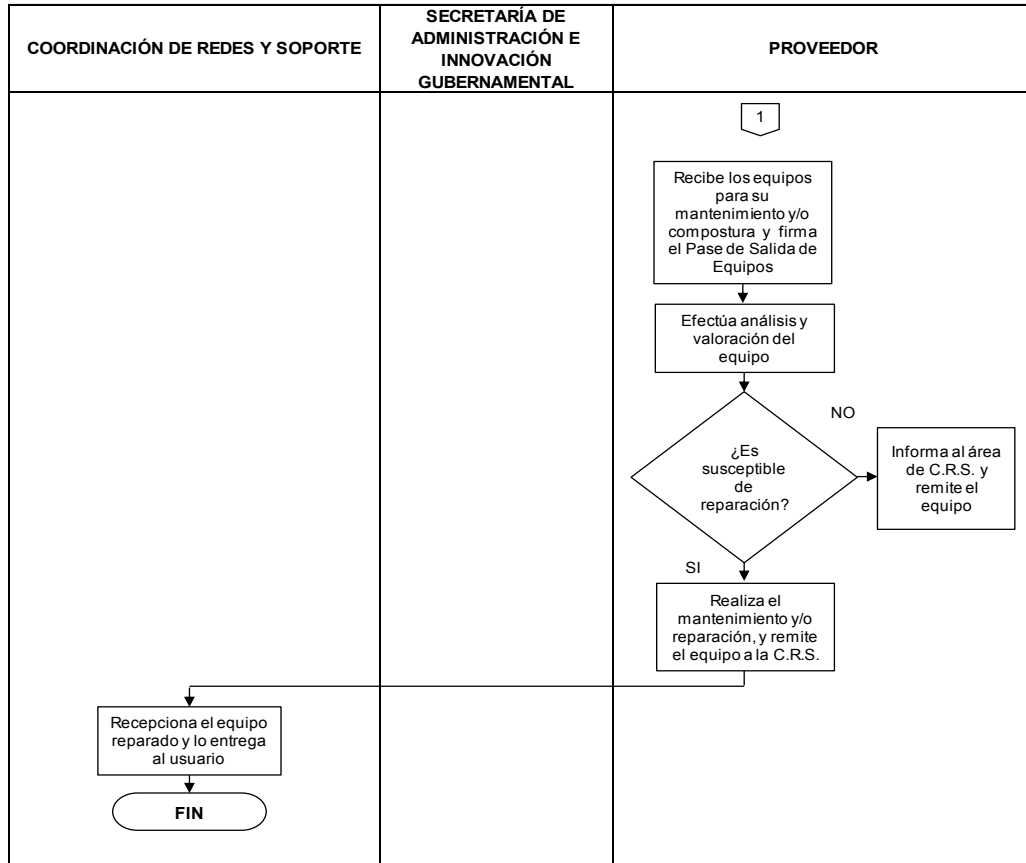 COORDINACIÓN DE REDES Y SOPORTE
SECRETARÍA DE
ADMINISTRACIÓN E
INNOVACIÓN
GUBERNAMENTAL
PROVEEDOR
1
Recibe los equipos
para su
mantenimiento y/o
compostura y firma
el Pase de Salida de
Equipos
Efectúa análisis y
valoración del
equipo
¿Es
susceptible
de
reparación?
NO
Informa al área
de C.R.S. y
remite el
equipo
SI
Realiza el
mantenimiento y/o
reparación, y remite
el equipo a la C.R.S.
Recepciona el equipo
reparado y lo entrega
al usuario
FIN